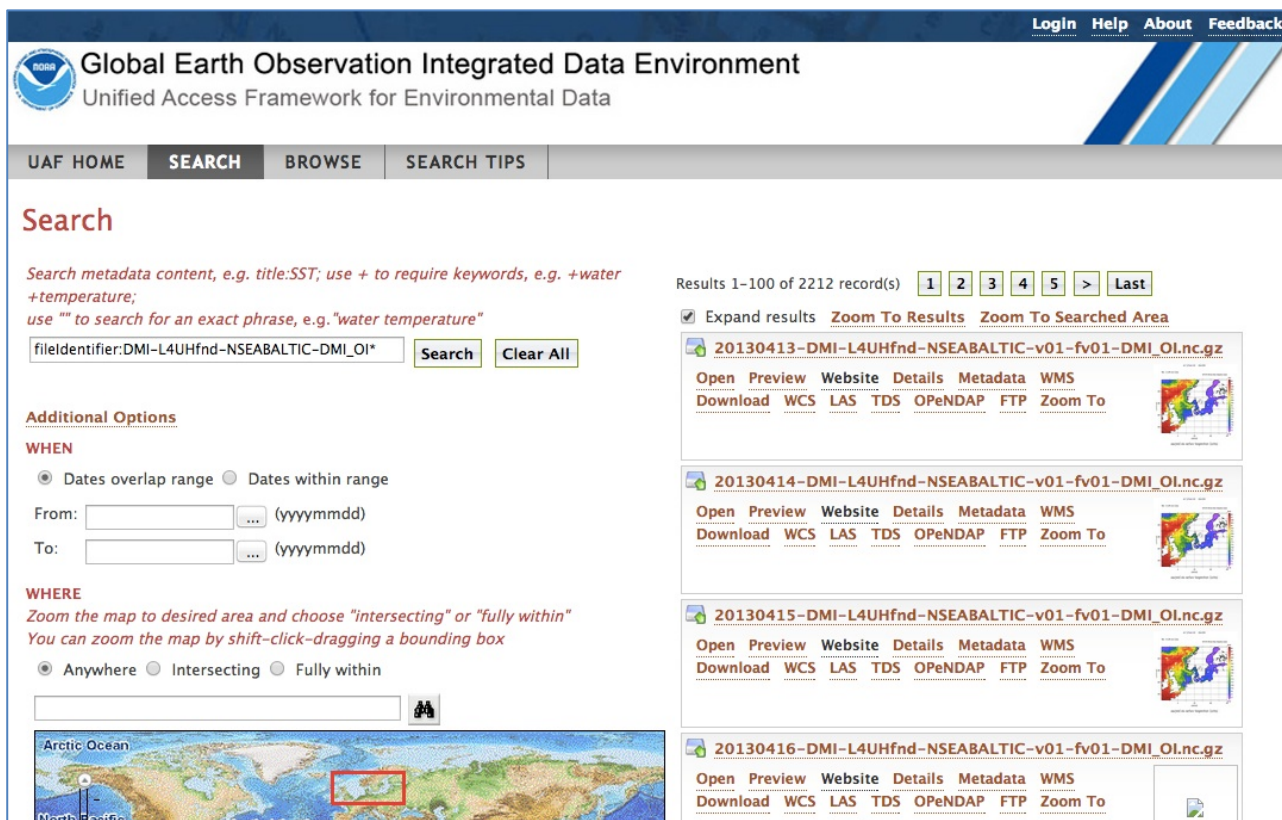 Login Help About Feedback
NOAA
Global Earth Observation Integrated Data Environment
Unified Access Framework for Environmental Data
UAF HOME SEARCH BROWSE SEARCH TIPS
Search
Search metadata content, e.g. title:SST; use + to require keywords, e.g. +water
+temperature;
use "" to search for an exact phrase, e.g."water temperature"
fileIdentifier:DMI-L4UHfnd-NSEABALTIC-DMI_OI* Search Clear All
Additional Options
WHEN
Dates overlap range Dates within range
From: ... (yyyymmdd)
To: ... (yyyymmdd)
WHERE
Zoom the map to desired area and choose "intersecting" or "fully within"
You can zoom the map by shift-click-dragging a bounding box
Anywhere Intersecting Fully within
Arctic Ocean
North Pacific
Results 1-100 of 2212 record(s) 1 2 3 4 5 > Last
Expand results Zoom To Results Zoom To Searched Area
20130413-DMI-L4UHfnd-NSEABALTIC-v01-fv01-DMI_OI.nc.gz
Open Preview Website Details Metadata WMS
Download WCS LAS TDS OPeNDAP FTP Zoom To
20130414-DMI-L4UHfnd-NSEABALTIC-v01-fv01-DMI_OI.nc.gz
Open Preview Website Details Metadata WMS
Download WCS LAS TDS OPeNDAP FTP Zoom To
20130415-DMI-L4UHfnd-NSEABALTIC-v01-fv01-DMI_OI.nc.gz
Open Preview Website Details Metadata WMS
Download WCS LAS TDS OPeNDAP FTP Zoom To
20130416-DMI-L4UHfnd-NSEABALTIC-v01-fv01-DMI_OI.nc.gz
Open Preview Website Details Metadata WMS
Download WCS LAS TDS OPeNDAP FTP Zoom To